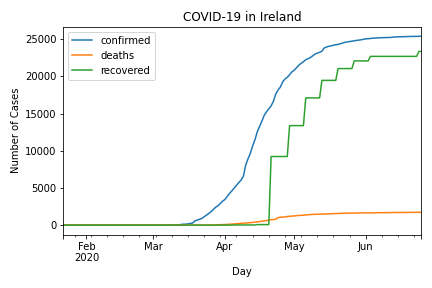 COVID-19 in Ireland
confirmed
deaths
recovered
Number of Cases
25000
20000
15000
10000
5000
0
Feb
2020
Mar
Apr
May
Jun
Day